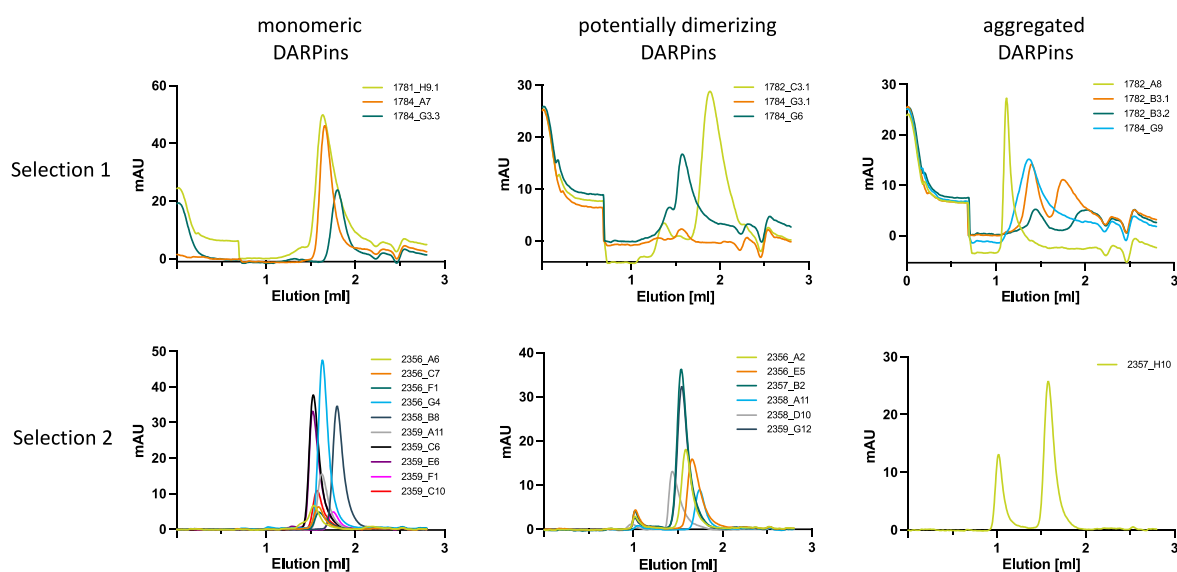 monomeric
DARPins
potentially dimerizing
DARPins
aggregated
DARPins
Selection 1
mAU
60
40
20
0
0
1
2
3
Elution [ml]
1781_H9.1
1784_A7
1784_G3.3
mAU
30
20
10
0
0
1
2
3
Elution [ml]
1782_C3.1
1784_G3.1
1784_G6
mAU
30
20
10
0
0
1
2
3
Elution [ml]
1782_A8
1782_B3.1
1782_B3.2
1784_G9
Selection 2
mAU
50
40
30
20
10
0
1
2
3
Elution [ml]
2356_A6
2356_C7
2356_F1
2356_G4
2358_B8
2359_A11
2359_C6
2359_E6
2359_F1
2359_C10
mAU
40
30
20
10
0
1
2
3
Elution [ml]
2356_A2
2356_E5
2357_B2
2358_A11
2358_D10
2359_G12
mAU
30
20
10
0
1
2
3
Elution [ml]
2357_H10